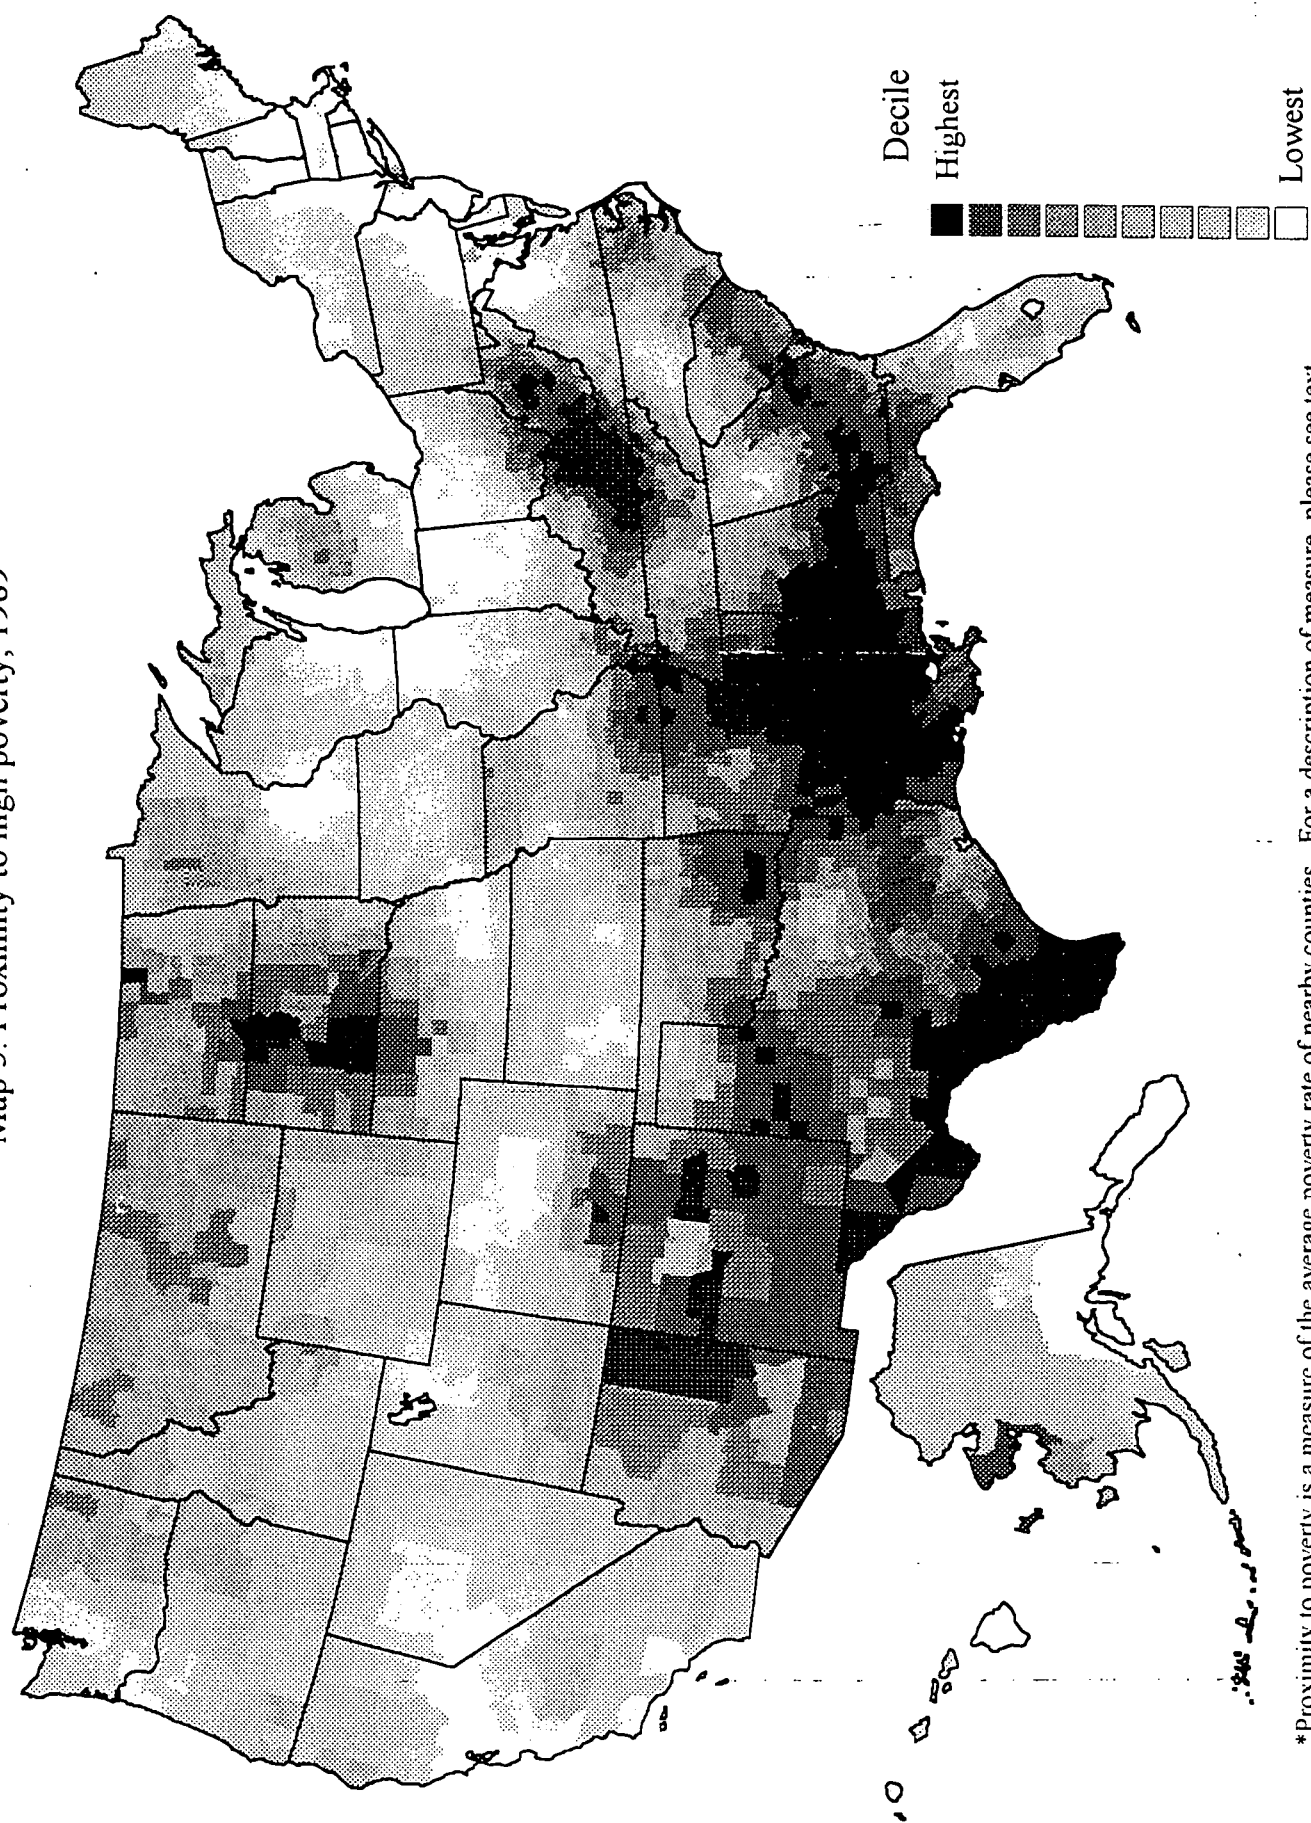 Map 9: Proximity to high poverty, 1989
Decile
Highest
Lowest
*Proximity to poverty is a measure of the average poverty rate of nearby counties. For a description of measure, please see text.